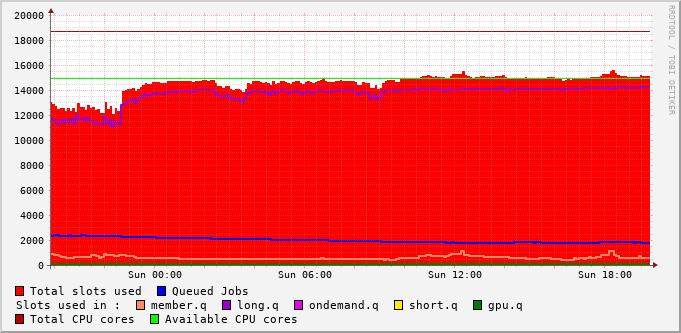 20000
18000
16000
14000
12000
10000
8000
6000
4000
2000
0
Sun 00:00 Sun 06:00 Sun 12:00 Sun 18:00
Total slots used Queued Jobs
Slots used in : member.q long.q ondemand.q short.q gpu.q
Total CPU cores Available CPU cores
RRDTOOL / TOBI OETIKER